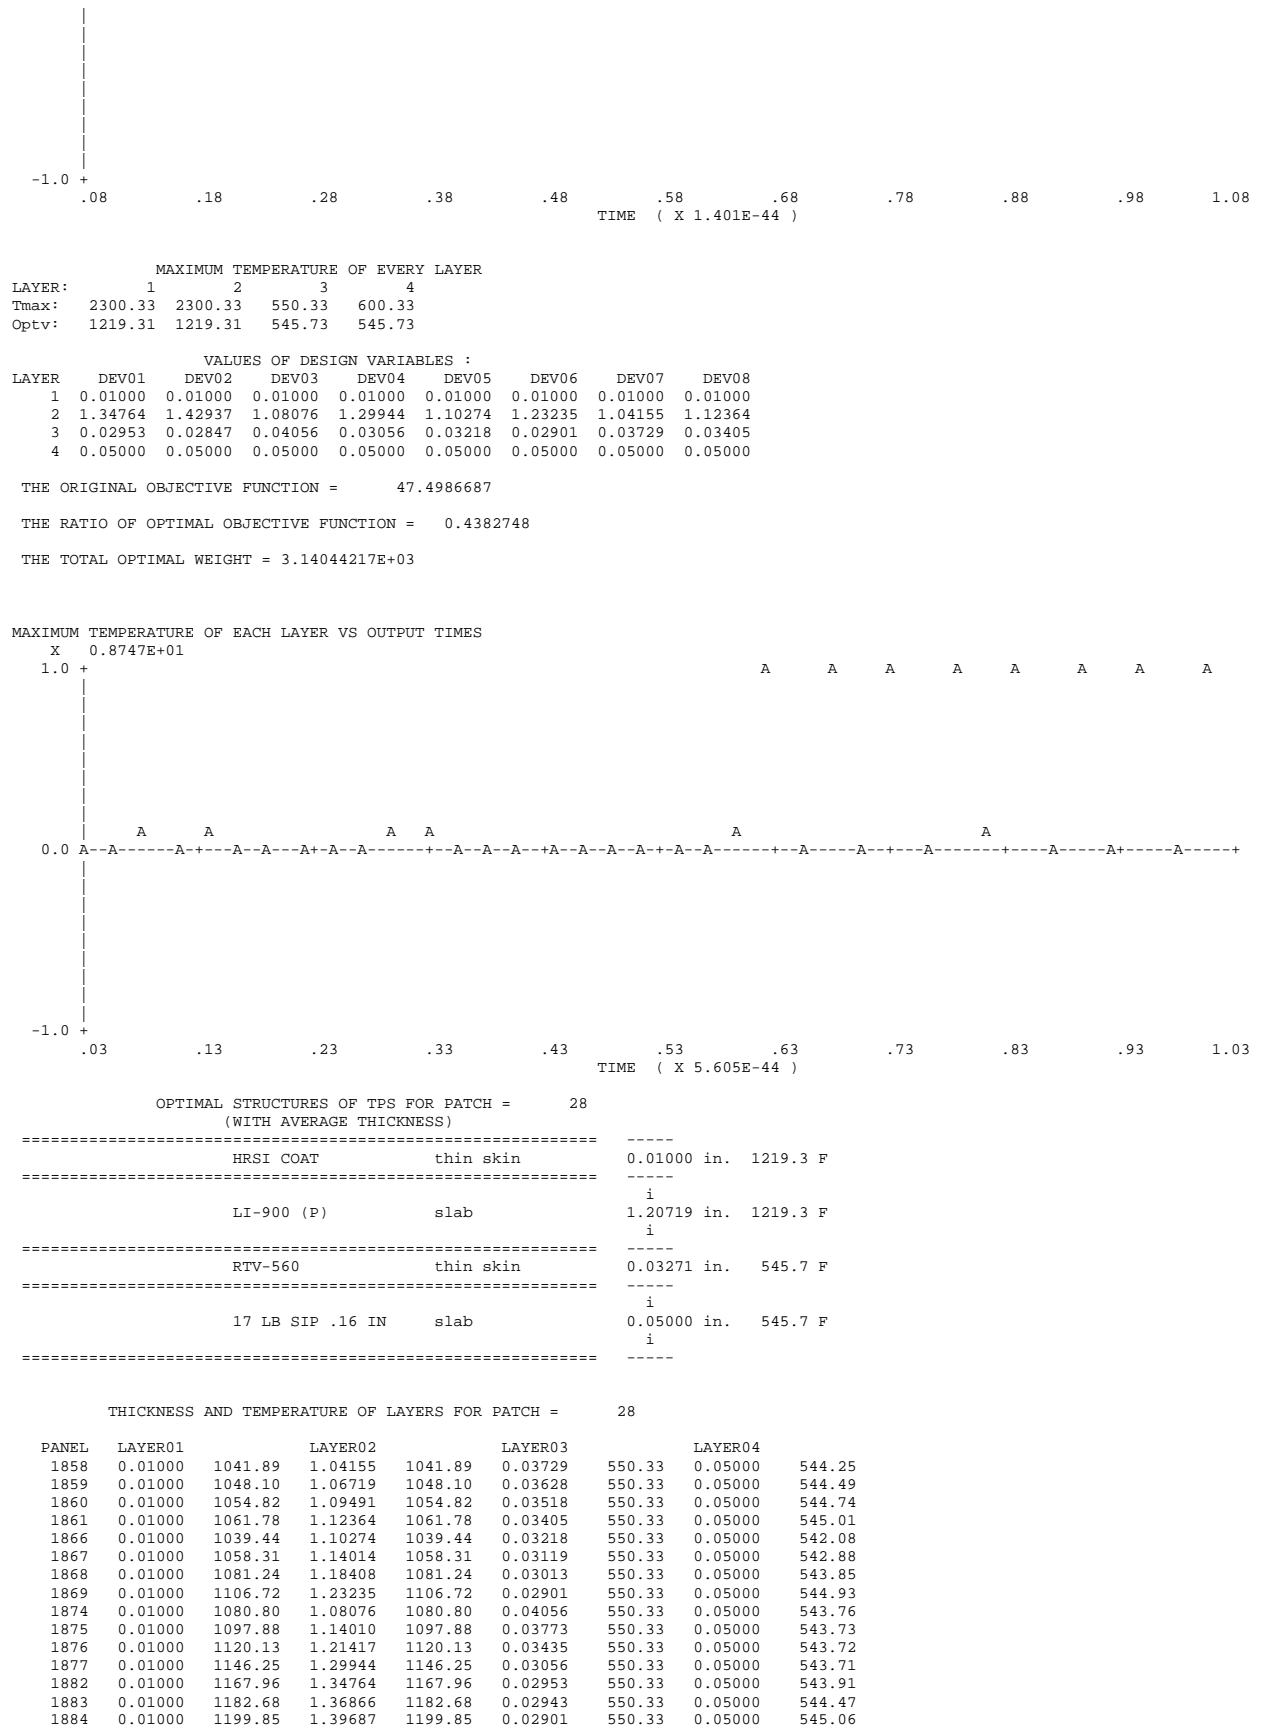 -1.0 +
.08 .18 .28 .38 .48 .58 .68 .78 .88 .98 1.08
TIME ( X 1.401E-44 )
MAXIMUM TEMPERATURE OF EVERY LAYER
LAYER: 1 2 3 4
Tmax: 2300.33 2300.33 550.33 600.33
Optv: 1219.31 1219.31 545.73 545.73
VALUES OF DESIGN VARIABLES :
LAYER DEV01 DEV02 DEV03 DEV04 DEV05 DEV06 DEV07 DEV08
1 0.01000 0.01000 0.01000 0.01000 0.01000 0.01000 0.01000 0.01000
2 1.34764 1.42937 1.08076 1.29944 1.10274 1.23235 1.04155 1.12364
3 0.02953 0.02847 0.04056 0.03056 0.03218 0.02901 0.03729 0.03405
4 0.05000 0.05000 0.05000 0.05000 0.05000 0.05000 0.05000 0.05000
THE ORIGINAL OBJECTIVE FUNCTION = 47.4986687
THE RATIO OF OPTIMAL OBJECTIVE FUNCTION = 0.4382748
THE TOTAL OPTIMAL WEIGHT = 3.14044217E+03
MAXIMUM TEMPERATURE OF EACH LAYER VS OUTPUT TIMES
X 0.8747E+01
1.0 + A A A A A A A A
| A A A A A A
0.0 A--A------A-+---A--A---A+-A--A------+--A--A--A--+A--A--A--A-+-A--A------+--A-----A--+---A-------+----A-----A+-----A-----+
-1.0 +
.03 .13 .23 .33 .43 .53 .63 .73 .83 .93 1.03
TIME ( X 5.605E-44 )
OPTIMAL STRUCTURES OF TPS FOR PATCH = 28
(WITH AVERAGE THICKNESS)
============================================================ -----
HRSI COAT thin skin 0.01000 in. 1219.3 F
============================================================ -----
i
LI-900 (P) slab 1.20719 in. 1219.3 F
i
============================================================ -----
RTV-560 thin skin 0.03271 in. 545.7 F
============================================================ -----
i
17 LB SIP .16 IN slab 0.05000 in. 545.7 F
i
============================================================ -----
THICKNESS AND TEMPERATURE OF LAYERS FOR PATCH = 28
PANEL LAYER01 LAYER02 LAYER03 LAYER04
1858 0.01000 1041.89 1.04155 1041.89 0.03729 550.33 0.05000 544.25
1859 0.01000 1048.10 1.06719 1048.10 0.03628 550.33 0.05000 544.49
1860 0.01000 1054.82 1.09491 1054.82 0.03518 550.33 0.05000 544.74
1861 0.01000 1061.78 1.12364 1061.78 0.03405 550.33 0.05000 545.01
1866 0.01000 1039.44 1.10274 1039.44 0.03218 550.33 0.05000 542.08
1867 0.01000 1058.31 1.14014 1058.31 0.03119 550.33 0.05000 542.88
1868 0.01000 1081.24 1.18408 1081.24 0.03013 550.33 0.05000 543.85
1869 0.01000 1106.72 1.23235 1106.72 0.02901 550.33 0.05000 544.93
1874 0.01000 1080.80 1.08076 1080.80 0.04056 550.33 0.05000 543.76
1875 0.01000 1097.88 1.14010 1097.88 0.03773 550.33 0.05000 543.73
1876 0.01000 1120.13 1.21417 1120.13 0.03435 550.33 0.05000 543.72
1877 0.01000 1146.25 1.29944 1146.25 0.03056 550.33 0.05000 543.71
1882 0.01000 1167.96 1.34764 1167.96 0.02953 550.33 0.05000 543.91
1883 0.01000 1182.68 1.36866 1182.68 0.02943 550.33 0.05000 544.47
1884 0.01000 1199.85 1.39687 1199.85 0.02901 550.33 0.05000 545.06